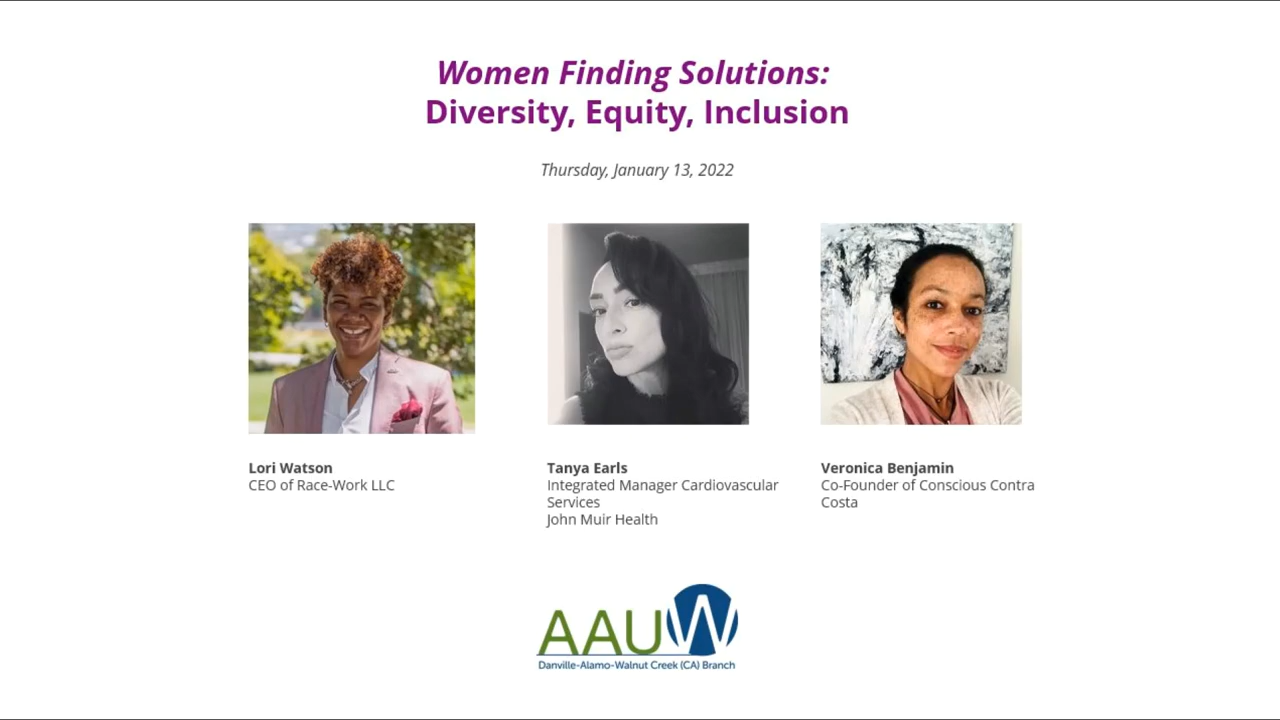 Women Finding Solutions:
Diversity, Equity, Inclusion
Thursday, January 13, 2022
Lori Watson
CEO of Race-Work LLC
Tanya Earls
Integrated Manager Cardiovascular
Services
John Muir Health
Veronica Benjamin
Co-Founder of Conscious Contra
Costa
AAUW
Danville-Alamo-Walnut Creek (CA) Branch